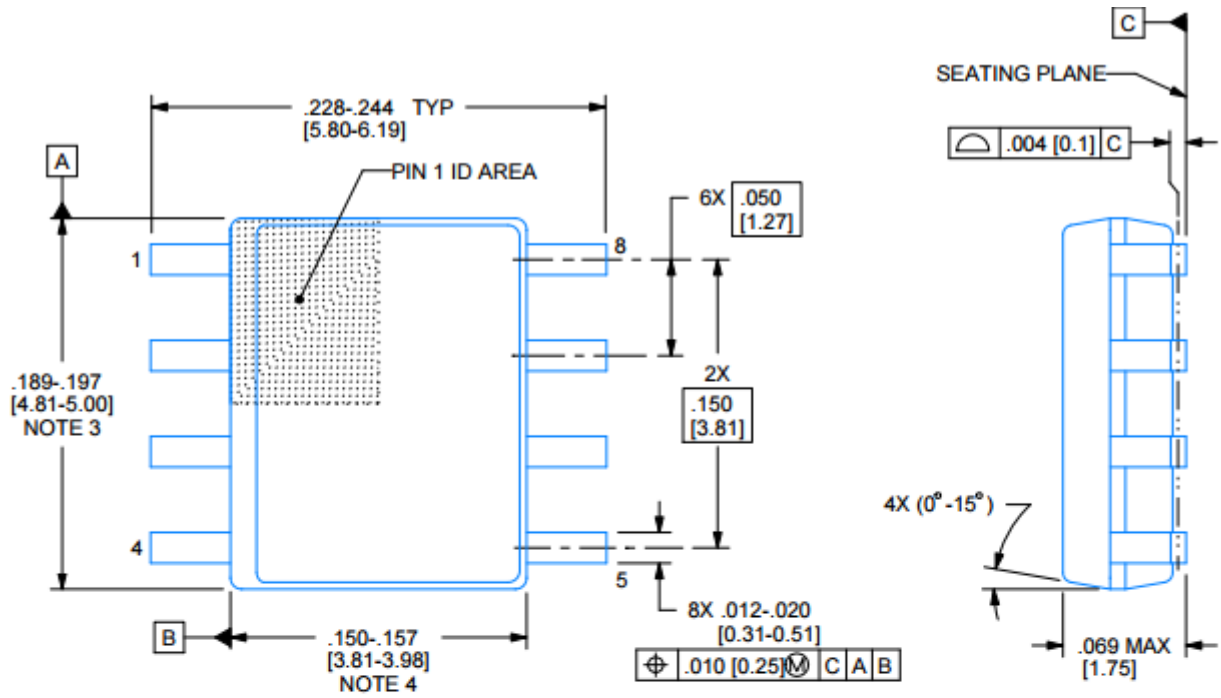 C
SEATING PLANE
.004 [0.1] C
.228-.244 TYP
[5.80-6.19]
A
PIN 1 ID AREA
6X .050
[1.27]
1
8
2X
.150
[3.81]
.189-.197
[4.81-5.00]
NOTE 3
4X (0°-15°)
4
5
8X .012-.020
[0.31-0.51]
.010 [0.25]Ⓜ C A B
B
.150-.157
[3.81-3.98]
NOTE 4
.069 MAX
[1.75]